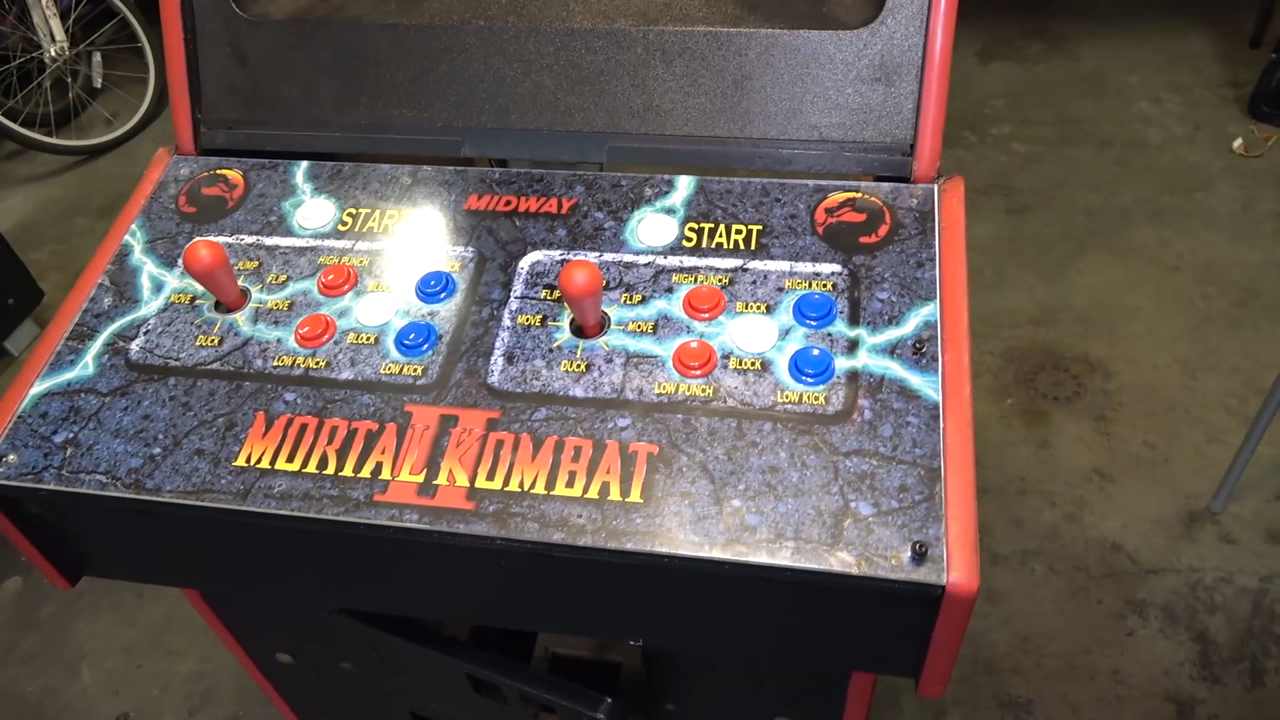 MIDWAY
START
START
JUMP
FLIP
MOVE
MOVE
DUCK
HIGH PUNCH
BLOCK
LOW PUNCH
BLOCK
LOW KICK
FLIP
FLIP
MOVE
MOVE
DUCK
HIGH PUNCH
BLOCK
HIGH KICK
LOW PUNCH
BLOCK
LOW KICK
MORTAL KOMBAT
II